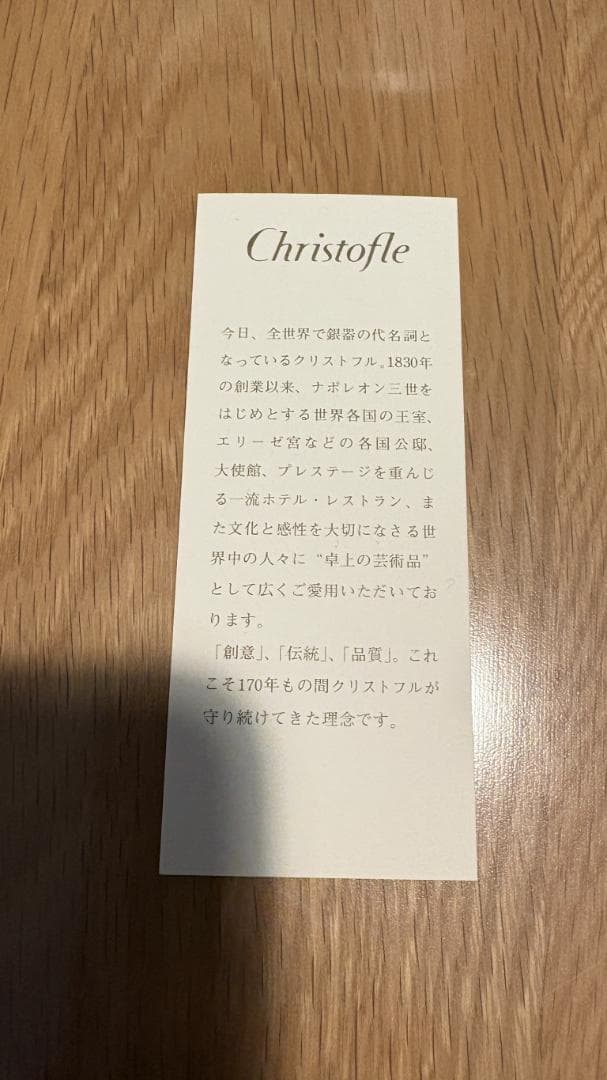 Christofle
今日、全世界で銀器の代名詞と
なっているクリストフル。1830年
の創業以来、ナポレオン三世を
はじめとする世界各国の王室、
エリーゼ宮などの各国公邸、
大使館、プレステージを重んじ
る一流ホテル・レストラン、ま
た文化と感性を大切になさる世
界中の人々に“卓上の芸術品”
として広くご愛用いただいてお
ります。
「創意」、「伝統」、「品質」。これ
こそ170年もの間クリストフルが
守り続けてきた理念です。